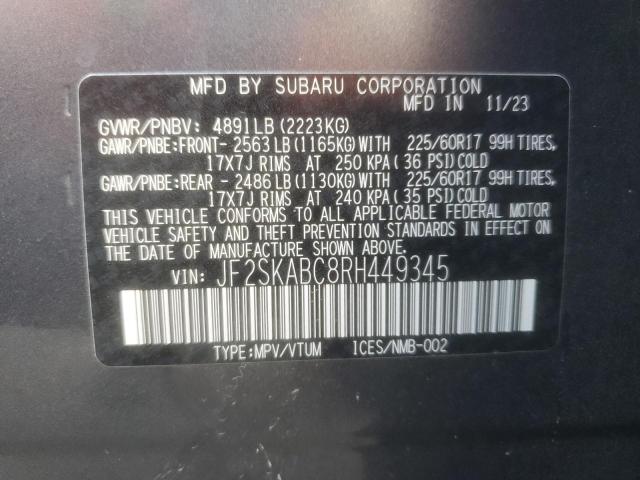 MFD BY SUBARU CORPORATION
MFD IN 11/23
GVWR/PNBV: 4891LB (2223KG)
GAWR/PNBE:FRONT- 2563 LB (1165KG) WITH 225/60R17 99H TIRES,
17X7J RIMS AT 250 KPA (36 PSI) COLD
GAWR/PNBE:REAR - 2486 LB (1130KG) WITH 225/60R17 99H TIRES,
17X7J RIMS AT 240 KPA (35 PSI) COLD
THIS VEHICLE CONFORMS TO ALL APPLICABLE FEDERAL MOTOR
VEHICLE SAFETY AND THEFT PREVENTION STANDARDS IN EFFECT ON
THE DATE OF MANUFACTURE SHOWN ABOVE.
VIN: JF2SKABC8RH449345
TYPE:MPV/VTUM ICES/NMB-002